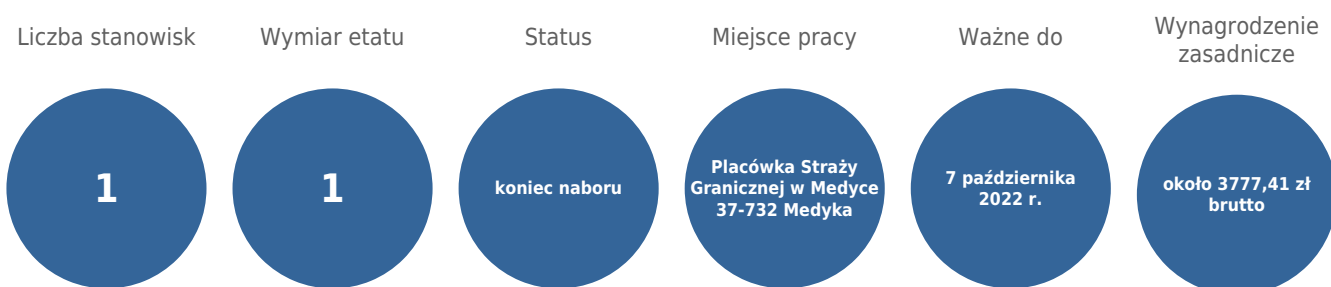 Liczba stanowisk
1
Wymiar etatu
1
Status
koniec naboru
Miejsce pracy
Placówka Straży
Granicznej w Medyce
37-732 Medyka
Ważne do
7 października
2022 r.
Wynagrodzenie
zasadnicze
około 3777,41 zł
brutto